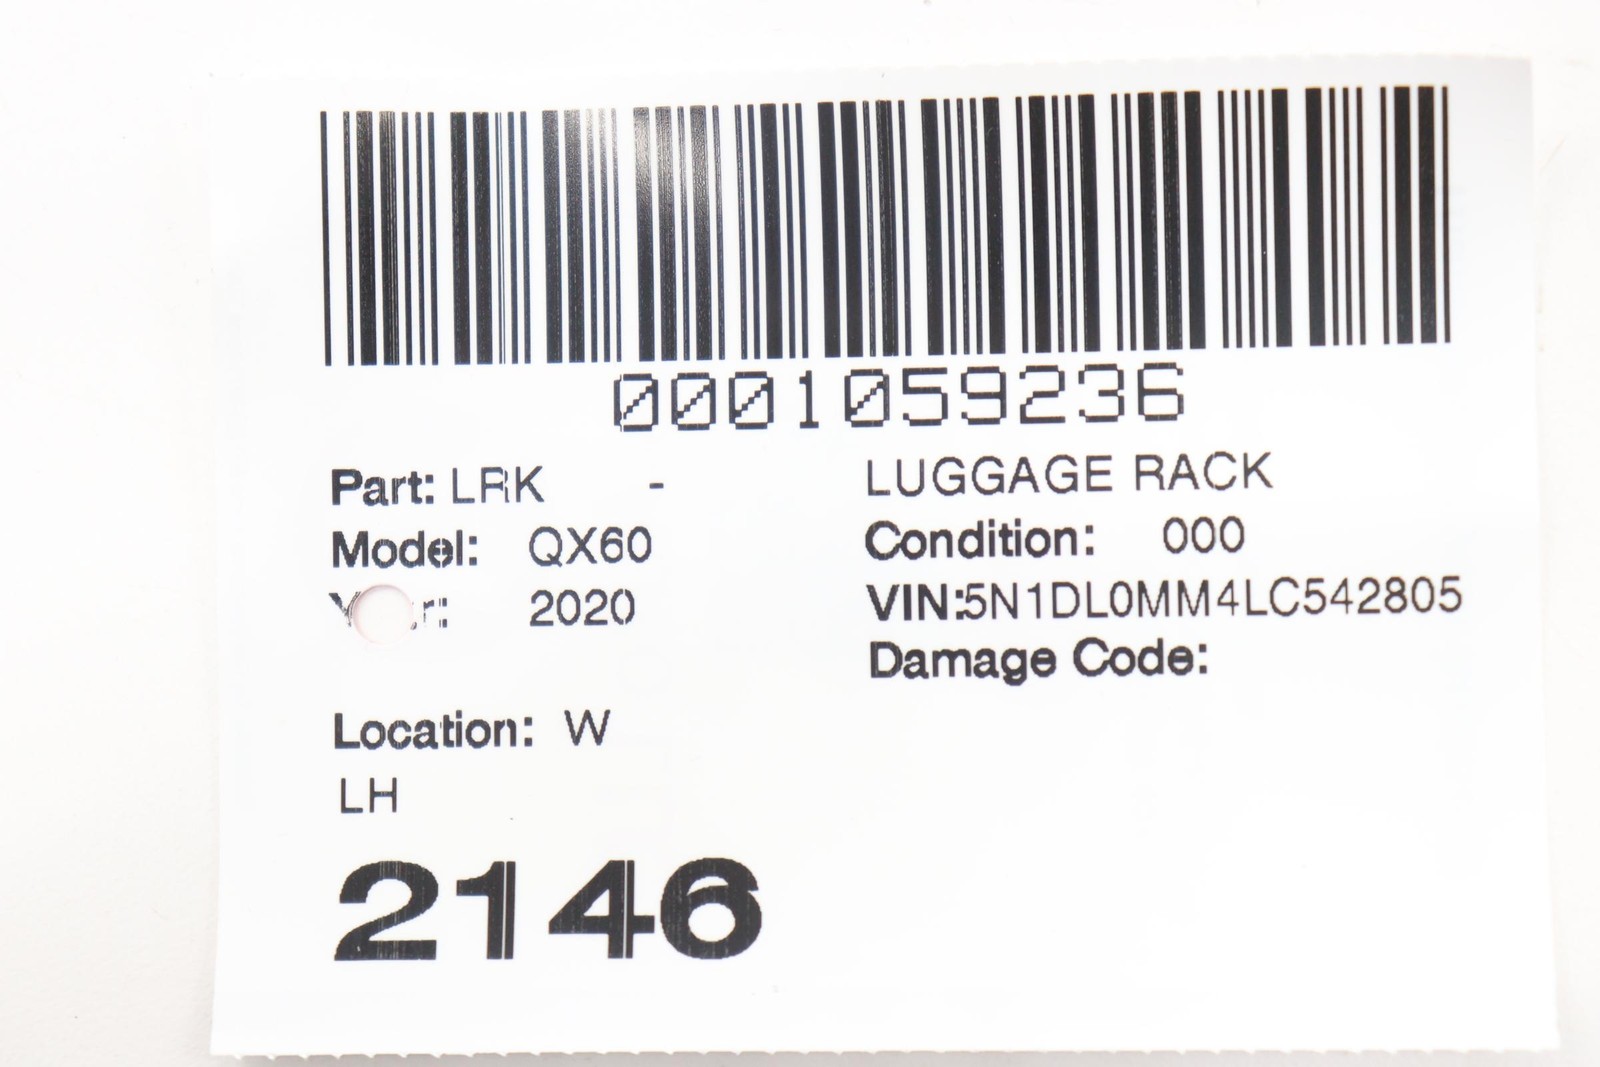 0001059236
Part: LRK -
LUGGAGE RACK
Model: QX60
Condition: 000
2020
VIN:5N1DL0MM4LC542805
Damage Code:
Location: W
LH
2146